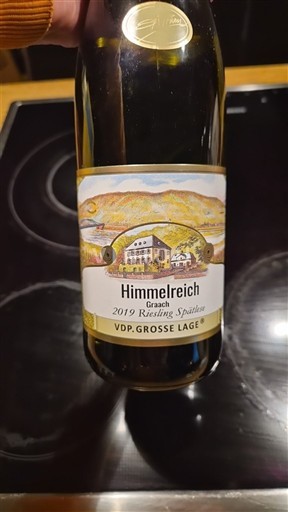 Himmelreich
Graach
2019 Riesling Spätlese
VDP.GROSSE LAGE®